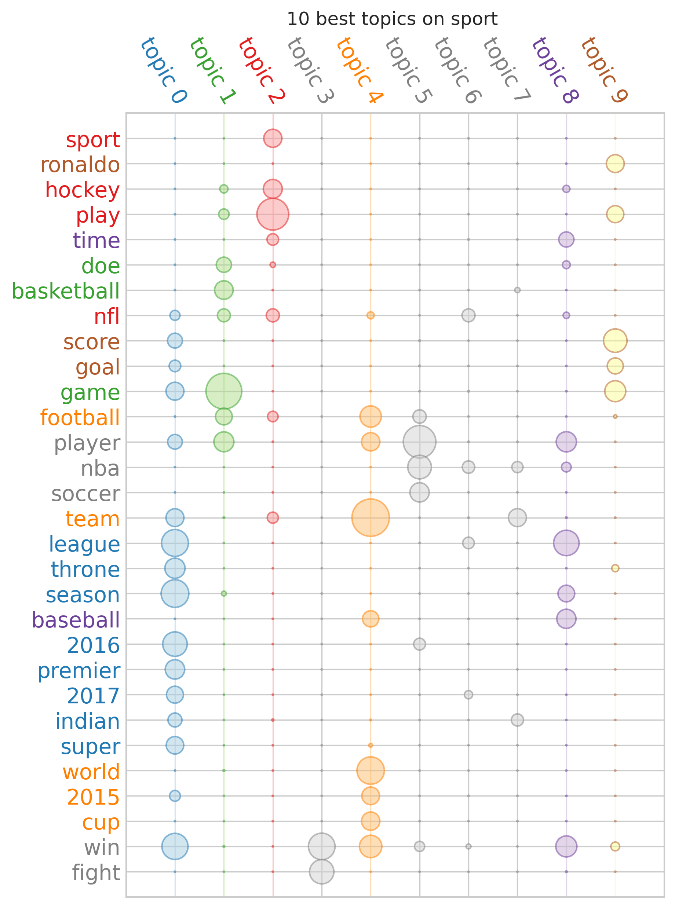 10 best topics on sport
topic 0
topic 1
topic 2
topic 3
topic 4
topic 5
topic 6
topic 7
topic 8
topic 9
sport
ronaldo
hockey
play
time
doe
basketball
nfl
score
goal
game
football
player
nba
soccer
team
league
throne
season
baseball
2016
premier
2017
indian
super
world
2015
cup
win
fight